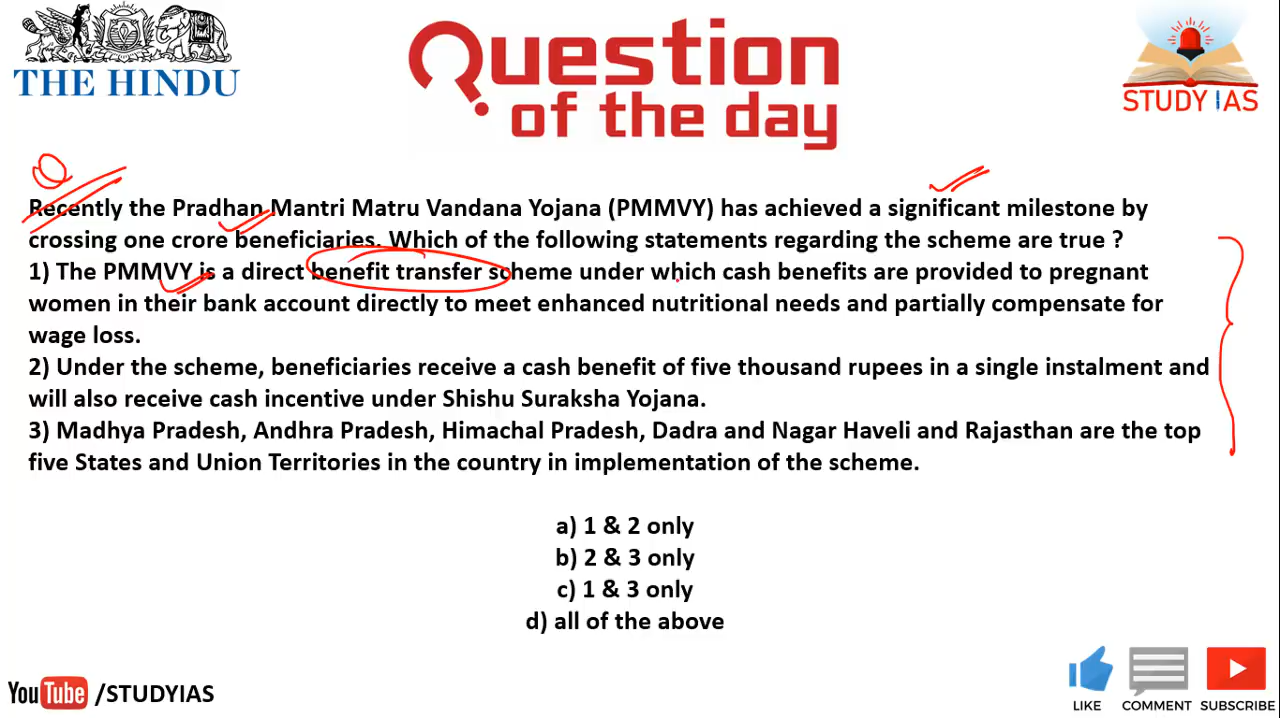 THE HINDU
Question
of the day
STUDY IAS
Recently the Pradhan Mantri Matru Vandana Yojana (PMMVY) has achieved a significant milestone by
crossing one crore beneficiaries. Which of the following statements regarding the scheme are true ?
1) The PMMVY is a direct benefit transfer scheme under which cash benefits are provided to pregnant
women in their bank account directly to meet enhanced nutritional needs and partially compensate for
wage loss.
2) Under the scheme, beneficiaries receive a cash benefit of five thousand rupees in a single instalment and
will also receive cash incentive under Shishu Suraksha Yojana.
3) Madhya Pradesh, Andhra Pradesh, Himachal Pradesh, Dadra and Nagar Haveli and Rajasthan are the top
five States and Union Territories in the country in implementation of the scheme.
a) 1 & 2 only
b) 2 & 3 only
c) 1 & 3 only
d) all of the above
YouTube /STUDYIAS
LIKE COMMENT SUBSCRIBE